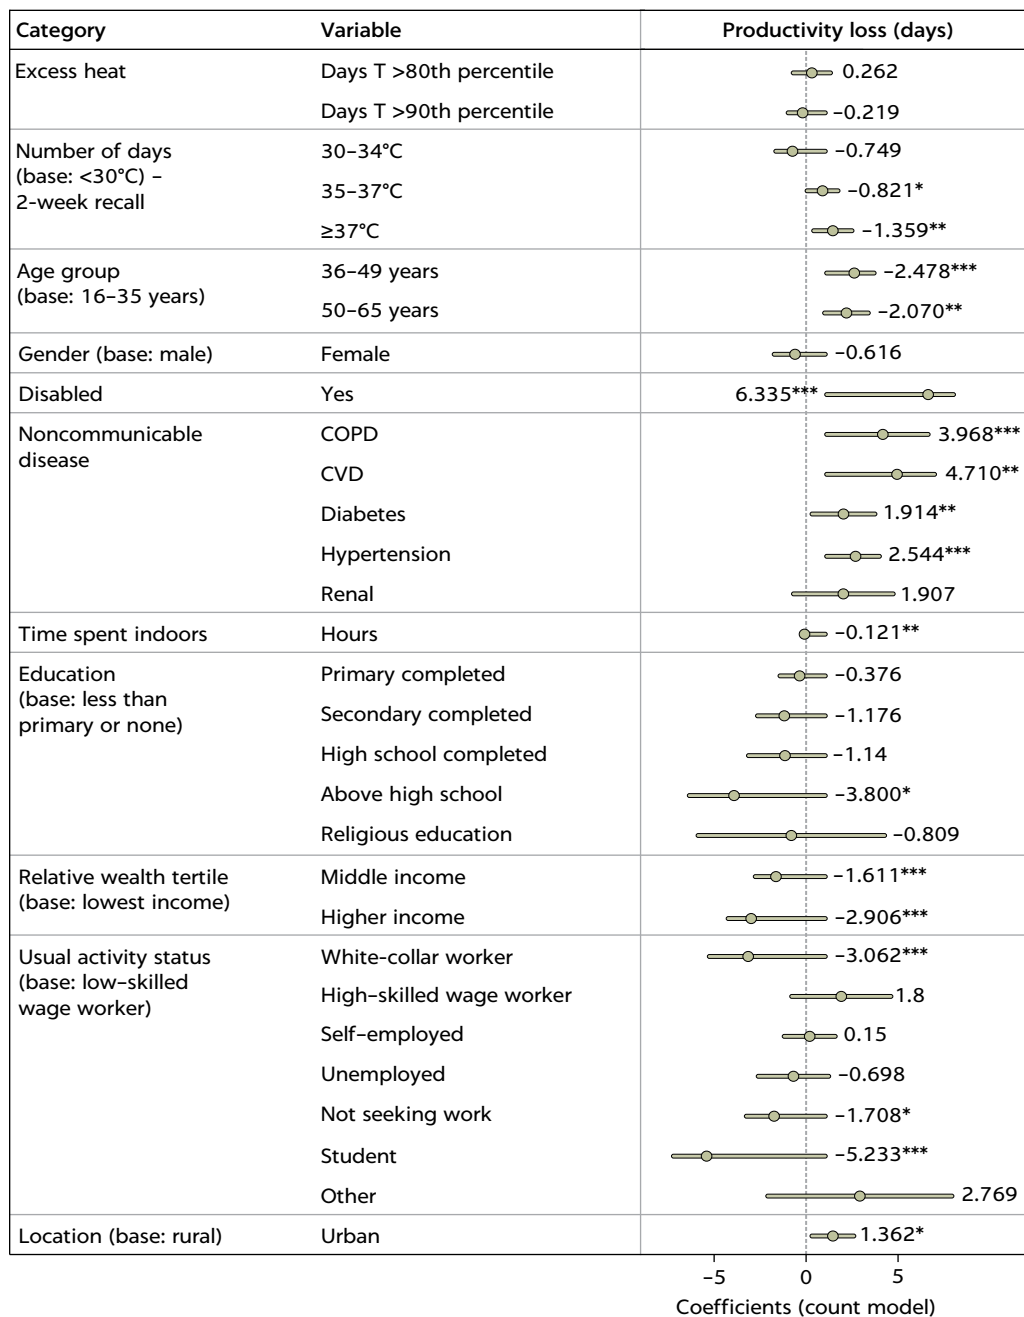 Category Variable Productivity loss (days)
Excess heat Days T >80th percentile 0.262
Days T >90th percentile –0.219
Number of days 30–34°C –0.749
(base: <30°C) –
2-week recall 35–37°C –0.821*
≥37°C –1.359**
Age group 36–49 years –2.478***
(base: 16–35 years)
50–65 years –2.070**
Gender (base: male) Female –0.616
Disabled Yes 6.335***
Noncommunicable COPD 3.968***
disease
CVD 4.710**
Diabetes 1.914**
Hypertension 2.544***
Renal 1.907
Time spent indoors Hours –0.121**
Education Primary completed –0.376
(base: less than
primary or none) Secondary completed –1.176
High school completed –1.14
Above high school –3.800*
Religious education –0.809
Relative wealth tertile Middle income –1.611***
(base: lowest income)
Higher income –2.906***
Usual activity status White-collar worker –3.062***
(base: low–skilled
wage worker) High–skilled wage worker 1.8
Self–employed 0.15
Unemployed –0.698
Not seeking work –1.708*
Student –5.233***
Other 2.769
Location (base: rural) Urban 1.362*
–5 0 5
Coefficients (count model)